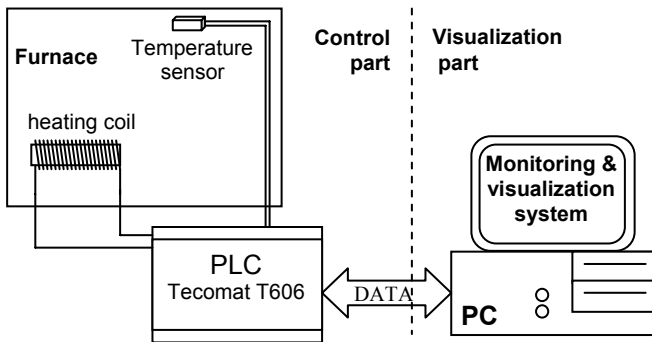 Furnace
Temperature
sensor
heating coil
Control
part
Visualization
part
Monitoring &
visualization
system
PLC
Tecomat T606
DATA
PC